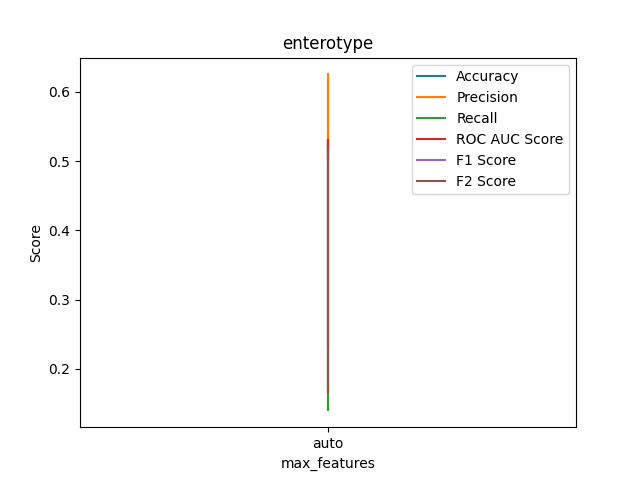 enterotype
Accuracy
Precision
Recall
ROC AUC Score
F1 Score
F2 Score
0.6
0.5
0.4
0.3
0.2
Score
auto
max_features